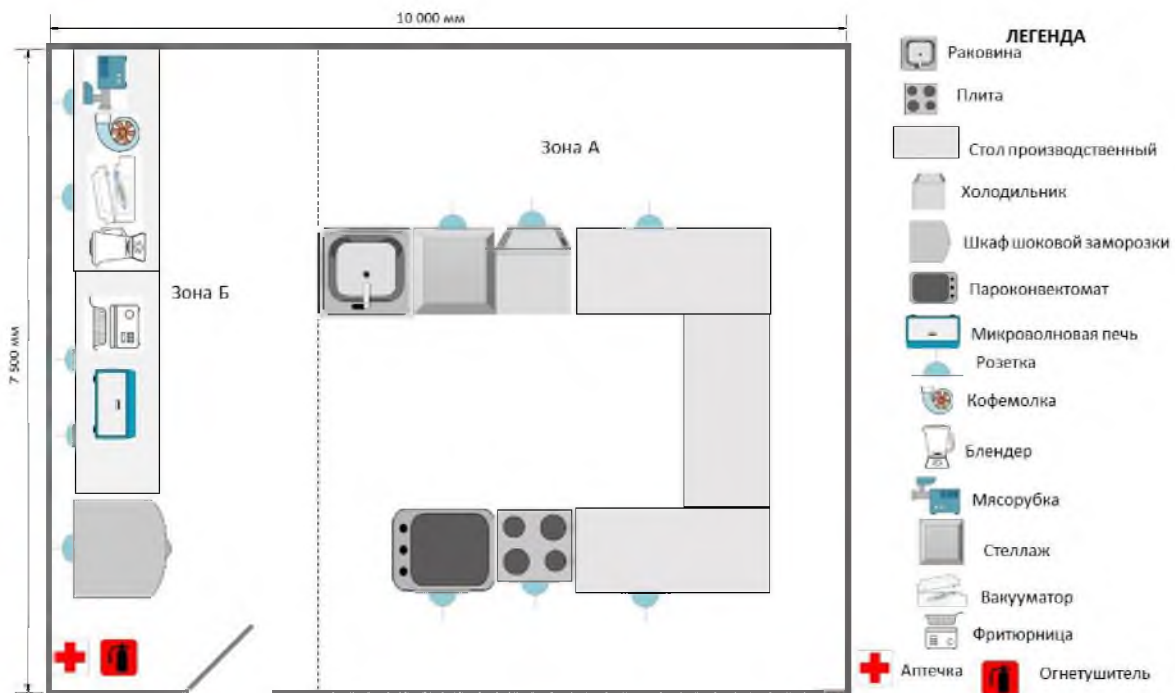 10 000 мм
7 500 мм
Зона А
Зона Б
ЛЕГЕНДА
Раковина
Плита
Стол производственный
Холодильник
Шкаф шоковой заморозки
Пароконвектомат
Микроволновая печь
Розетка
Кофемолка
Блендер
Мясорубка
Стеллаж
Вакууматор
Фритюрница
Аптечка
Огнетушитель